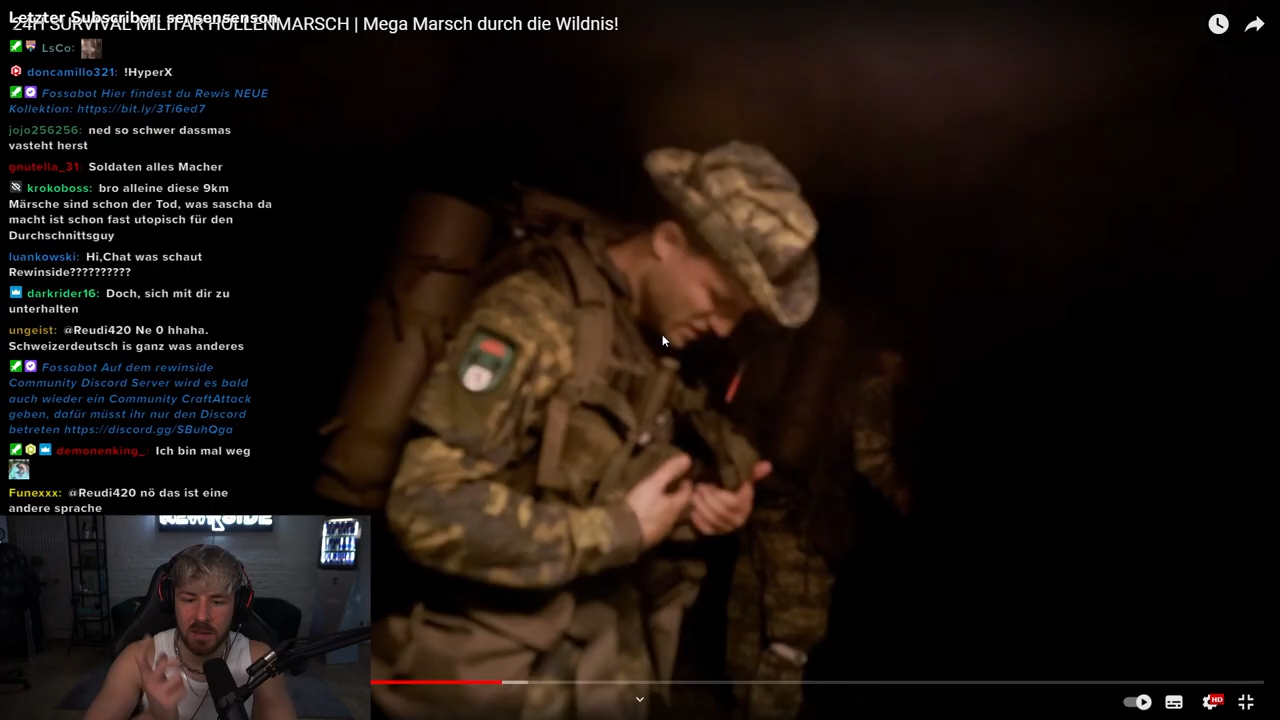 Letzter Subscriber: sensensenson
24H SURVIVAL MILITÄR HÖLLENMARSCH | Mega Marsch durch die Wildnis!
LsCo:
doncamillo321: !HyperX
Fossabot Hier findest du Rewis NEUE
Kollektion: https://bit.ly/3Ti6ed7
jojo256256: ned so schwer dassmas
vasteht herst
gnutella_31: Soldaten alles Macher
krokoboss: bro alleine diese 9km
Märsche sind schon der Tod, was sascha da
macht ist schon fast utopisch für den
Durchschnittsguy
luankowski: Hi,Chat was schaut
Rewinside??????????
darkrider16: Doch, sich mit dir zu
unterhalten
ungeist: @Reudi420 Ne 0 hhaha.
Schweizerdeutsch is ganz was anderes
Fossabot Auf dem rewinside
Community Discord Server wird es bald
auch wieder ein Community CraftAttack
geben, dafür müsst ihr nur den Discord
betreten https://discord.gg/SBuhQga
demonenking_: Ich bin mal weg
Funexxx: @Reudi420 nö das ist eine
andere sprache
REWINSIDE
HD